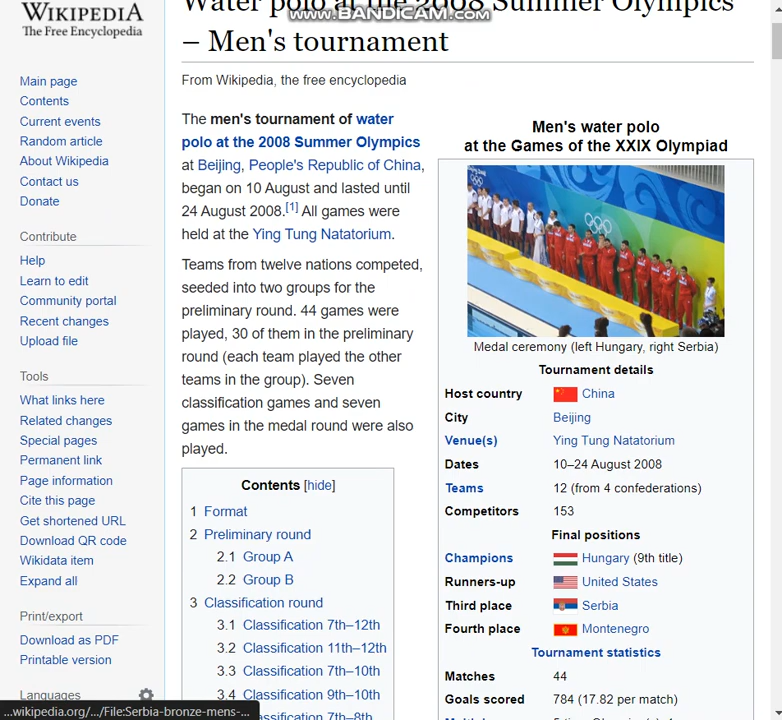 WIKIPEDIA
The Free Encyclopedia
Main page
Contents
Current events
Random article
About Wikipedia
Contact us
Donate
Contribute
Help
Learn to edit
Community portal
Recent changes
Upload file
Tools
What links here
Related changes
Special pages
Permanent link
Page information
Cite this page
Get shortened URL
Download QR code
Wikidata item
Expand all
Print/export
Download as PDF
Printable version
Languages
...wikipedia.org/.../File:Serbia-bronze-mens-...
www.BANDICAM.com
Water polo at the 2008 Summer Olympics
– Men's tournament
From Wikipedia, the free encyclopedia
The men's tournament of water
polo at the 2008 Summer Olympics
at Beijing, People's Republic of China,
began on 10 August and lasted until
24 August 2008.[1] All games were
held at the Ying Tung Natatorium.
Teams from twelve nations competed,
seeded into two groups for the
preliminary round. 44 games were
played, 30 of them in the preliminary
round (each team played the other
teams in the group). Seven
classification games and seven
games in the medal round were also
played.
Contents [hide]
1 Format
2 Preliminary round
2.1 Group A
2.2 Group B
3 Classification round
3.1 Classification 7th–12th
3.2 Classification 11th–12th
3.3 Classification 7th–10th
3.4 Classification 9th–10th
Classification 7th–8th
Men's water polo
at the Games of the XXIX Olympiad
Medal ceremony (left Hungary, right Serbia)
Tournament details
Host country China
City Beijing
Venue(s) Ying Tung Natatorium
Dates 10–24 August 2008
Teams 12 (from 4 confederations)
Competitors 153
Final positions
Champions Hungary (9th title)
Runners-up United States
Third place Serbia
Fourth place Montenegro
Tournament statistics
Matches 44
Goals scored 784 (17.82 per match)